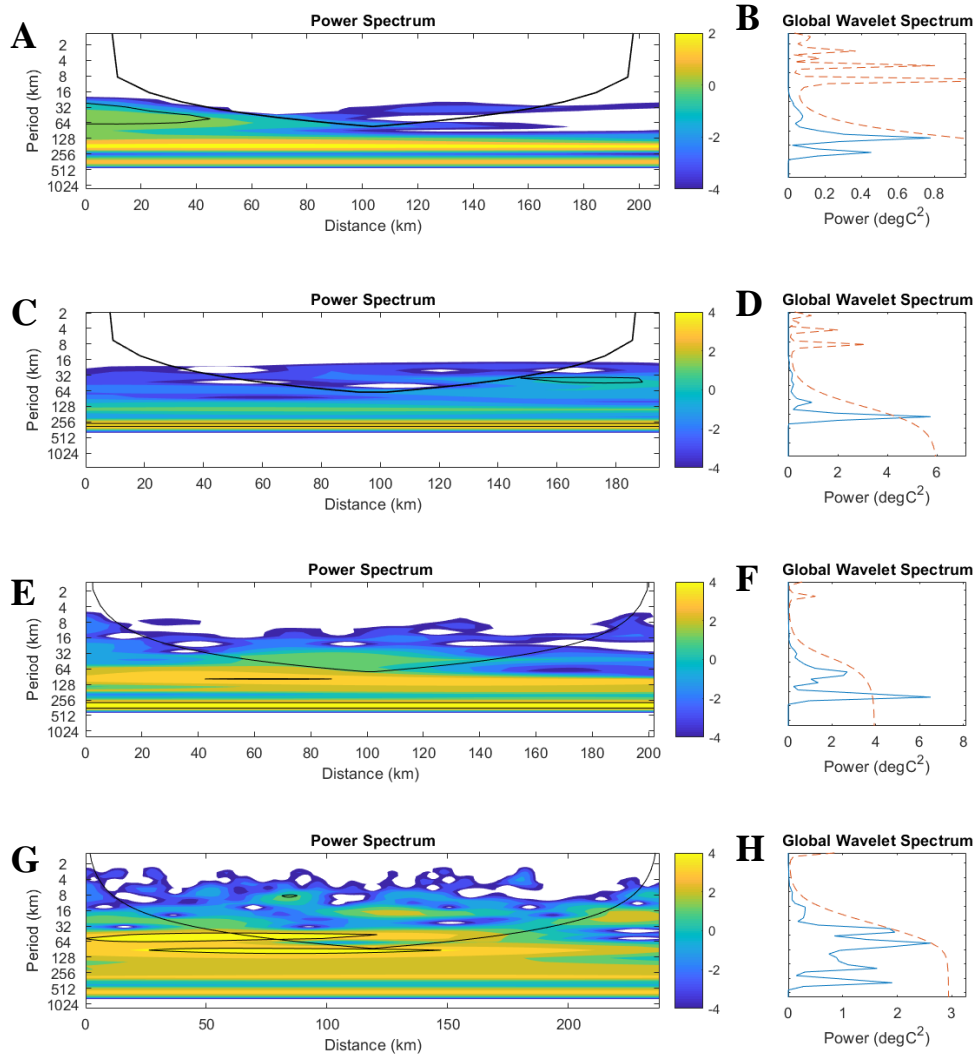 A
Power Spectrum
Period (km)
2
4
8
16
32
64
128
256
512
1024
0 20 40 60 80 100 120 140 160 180 200
Distance (km)
2
0
-2
-4
B
Global Wavelet Spectrum
0 0.2 0.4 0.6 0.8
Power (degC²)
C
Power Spectrum
Period (km)
2
4
8
16
32
64
128
256
512
1024
0 20 40 60 80 100 120 140 160 180
Distance (km)
4
2
0
-2
-4
D
Global Wavelet Spectrum
0 2 4 6
Power (degC²)
E
Power Spectrum
Period (km)
2
4
8
16
32
64
128
256
512
1024
0 20 40 60 80 100 120 140 160 180 200
Distance (km)
4
2
0
-2
-4
F
Global Wavelet Spectrum
0 2 4 6 8
Power (degC²)
G
Power Spectrum
Period (km)
2
4
8
16
32
64
128
256
512
1024
0 50 100 150 200
Distance (km)
4
2
0
-2
-4
H
Global Wavelet Spectrum
0 1 2 3
Power (degC²)